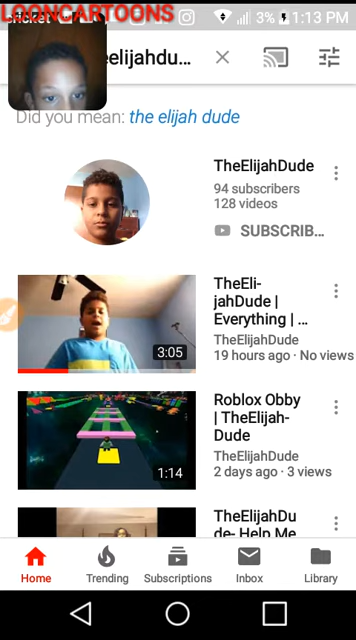 LOONCARTOONS
3% 1:13 PM
eelijahdu...
Did you mean: the elijah dude
TheElijahDude
94 subscribers
128 videos
SUBSCRIB...
TheEli-
jahDude |
Everything | ...
TheElijahDude
19 hours ago · No views
3:05
Roblox Obby
| TheElijah-
Dude
TheElijahDude
2 days ago · 3 views
1:14
TheElijahDu
de- Help Me
Home
Trending
Subscriptions
Inbox
Library